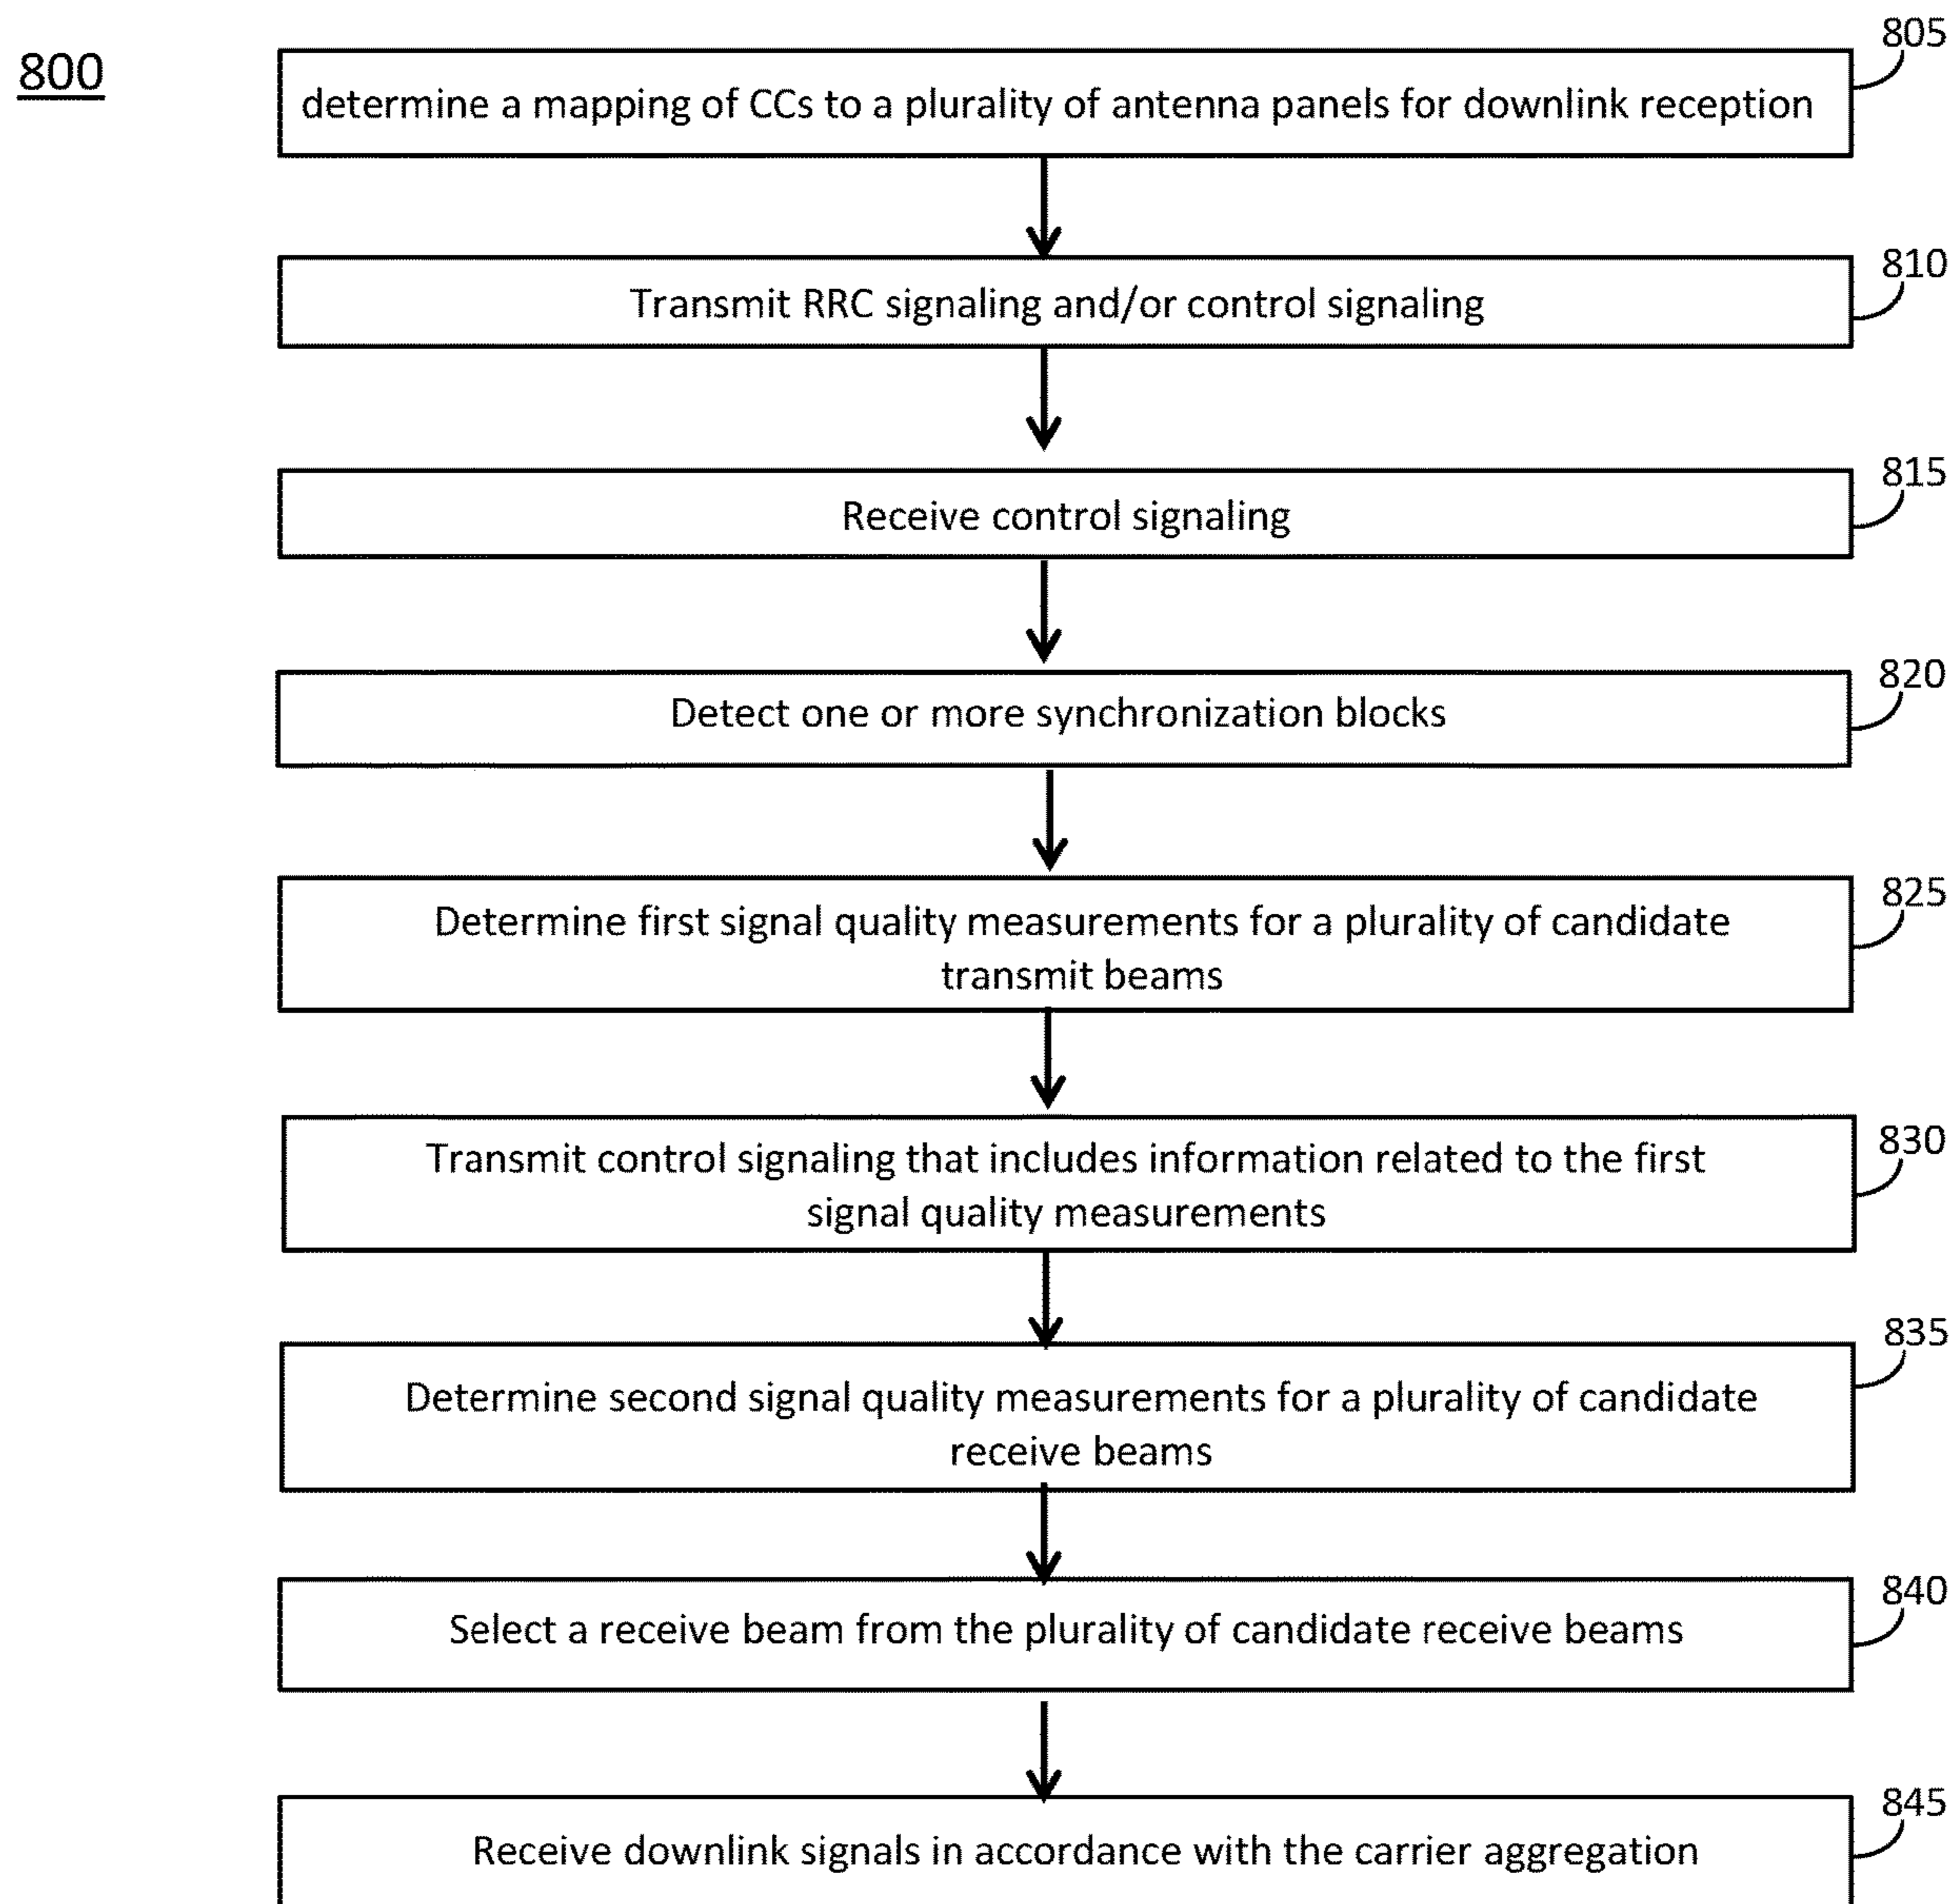 800
805
determine a mapping of CCs to a plurality of antenna panels for downlink reception
810
Transmit RRC signaling and/or control signaling
815
Receive control signaling
820
Detect one or more synchronization blocks
825
Determine first signal quality measurements for a plurality of candidate
transmit beams
830
Transmit control signaling that includes information related to the first
signal quality measurements
835
Determine second signal quality measurements for a plurality of candidate
receive beams
840
Select a receive beam from the plurality of candidate receive beams
845
Receive downlink signals in accordance with the carrier aggregation